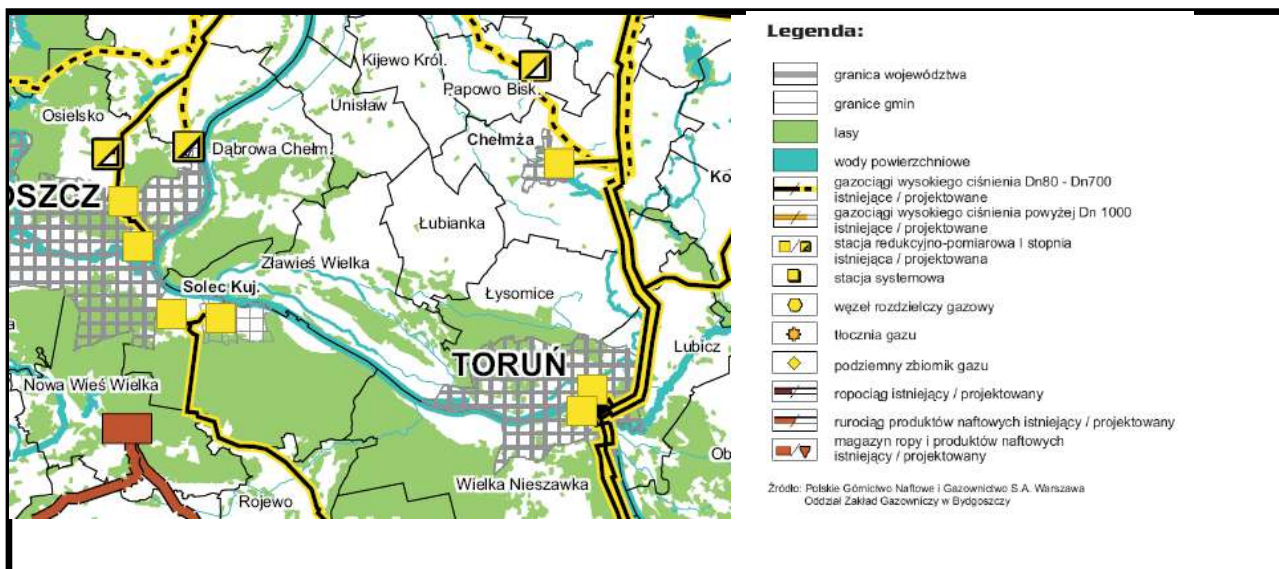 Kijewo Król.
Papowo Bisk.
Osielsko
Unisław
Chełmża
Dąbrowa Chełm.
OSZCZ
Ko
Łubianka
Zławieś Wielka
Solec Kuj.
Łysomice
a
TORUŃ
Lubicz
Nowa Wieś Wielka
Ob
Wielka Nieszawka
Rojewo
Legenda:
granica województwa
granice gmin
lasy
wody powierzchniowe
gazociągi wysokiego ciśnienia Dn80 - Dn700
istniejące / projektowane
gazociągi wysokiego ciśnienia powyżej Dn 1000
istniejące / projektowane
stacja redukcyjno-pomiarowa I stopnia
istniejąca / projektowana
stacja systemowa
węzeł rozdzielczy gazowy
tłocznia gazu
podziemny zbiornik gazu
ropociąg istniejący / projektowany
rurociąg produktów naftowych istniejący / projektowany
magazyn ropy i produktów naftowych
istniejący / projektowany
Źródło: Polskie Górnictwo Naftowe i Gazownictwo S.A. Warszawa
Oddział Zakład Gazowniczy w Bydgoszczy